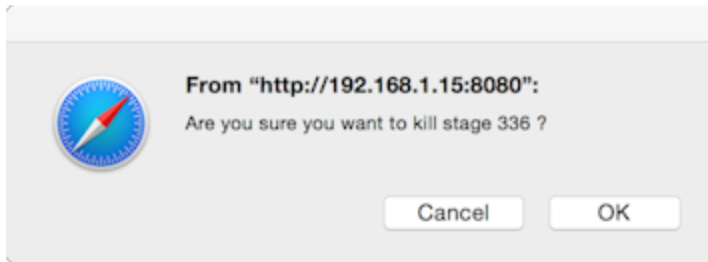 From “http://192.168.1.15:8080”:
Are you sure you want to kill stage 336 ?
Cancel OK